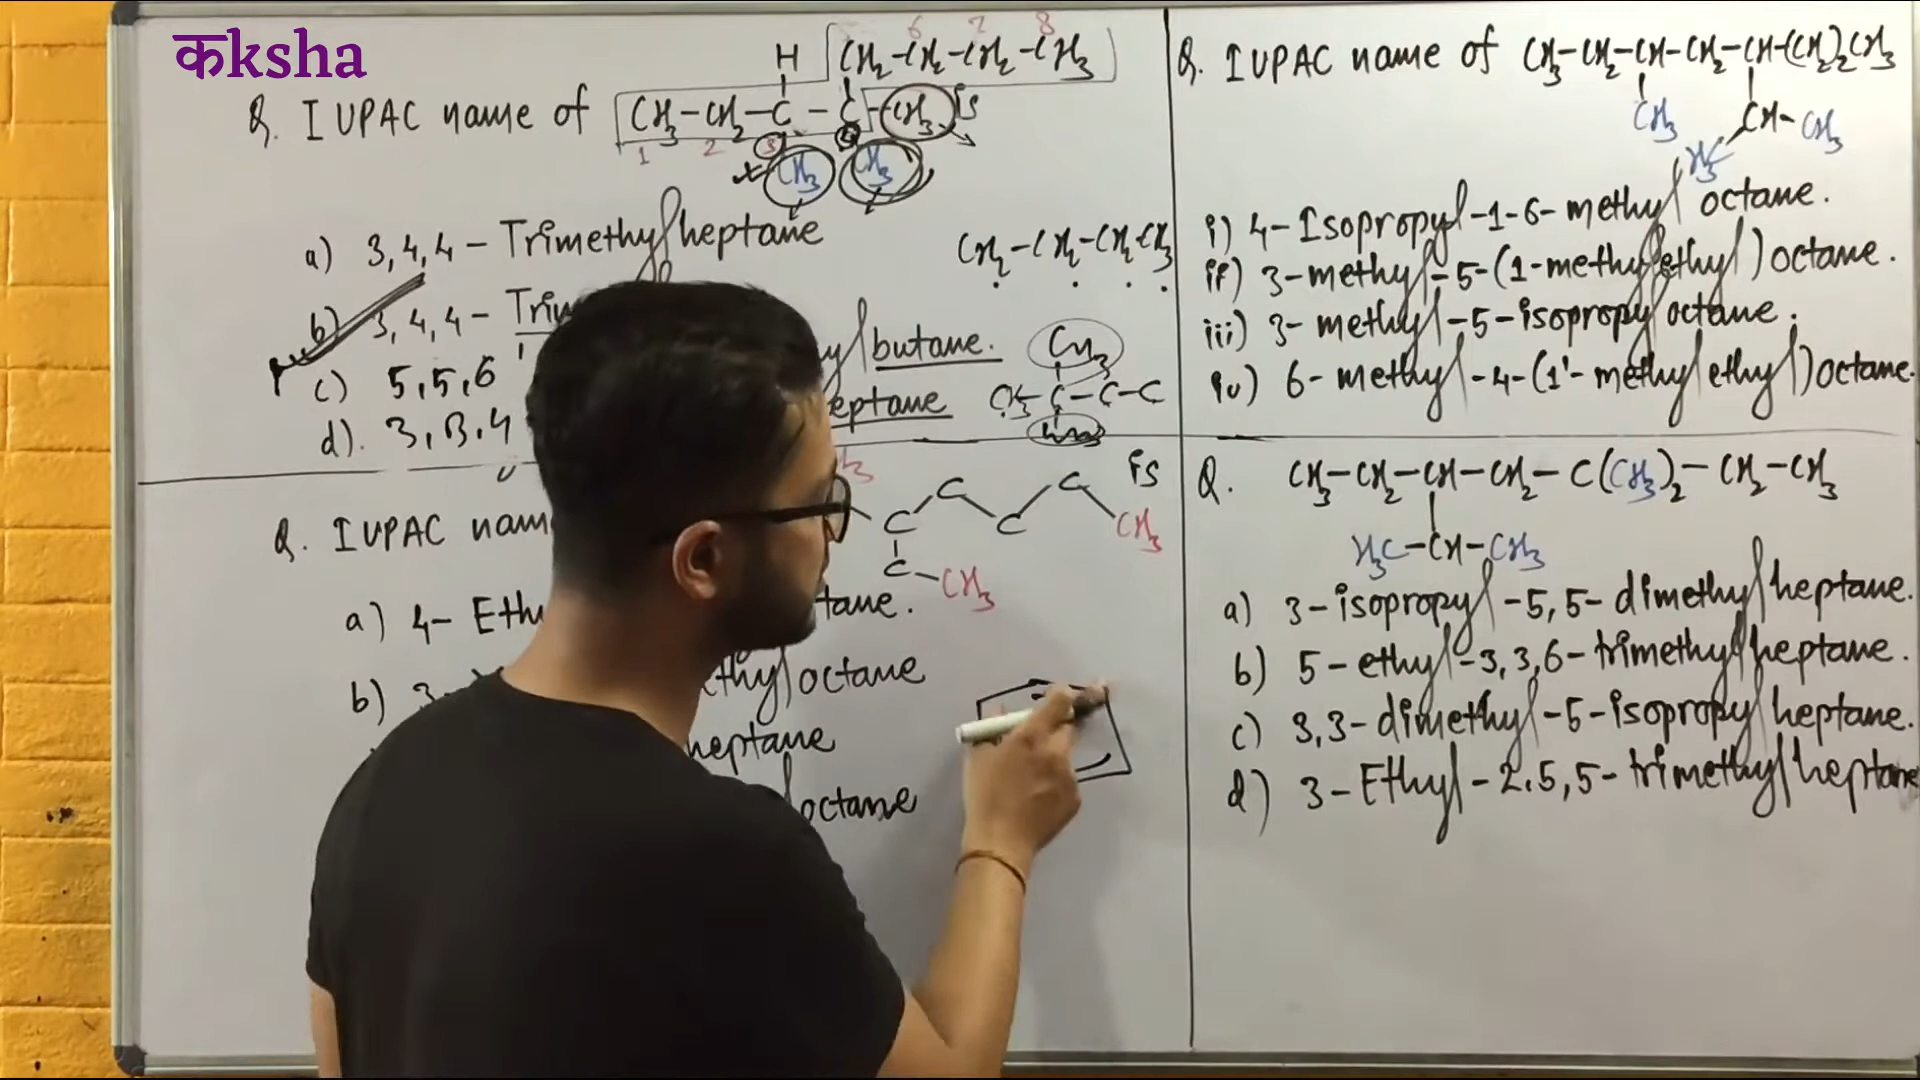 कksha
6 7 8
H CH₂-CH₂-CH₂-CH₃
Q. IUPAC name of CH₃-CH₂-C-C-CH₃ is
1 2 3 4
CH₃ CH₃
a) 3,4,4- Trimethyl heptane
CH₂-CH₂-CH₂-CH₃
b) 3,4,4- Trim
c) 5,5,6 yl butane.
d). 3,3,4 eptane
CH₃
CH₃-C-C-C
Q. IUPAC nam is
C C
C C CH₃
C-CH₃
a) 4- Eth tane.
b) 3- thyl octane
heptane
l octane
Q. IUPAC name of CH₃-CH₂-CH-CH₂-CH-(CH₂)₂CH₃
CH₃ CH-CH₃
H₃C
i) 4-Isopropyl-1-6-methyl octane.
ii) 3-methyl-5-(1-methylethyl)octane.
iii) 3-methyl-5-isopropyl octane.
iv) 6-methyl-4-(1'-methylethyl)octane.
Q. CH₃-CH₂-CH-CH₂-C(CH₃)₂-CH₂-CH₃
H₃C-CH-CH₃
a) 3-isopropyl-5,5-dimethyl heptane.
b) 5-ethyl-3,3,6-trimethyl heptane.
c) 3,3-dimethyl-5-isopropyl heptane.
d) 3-Ethyl-2.5,5-trimethyl heptane